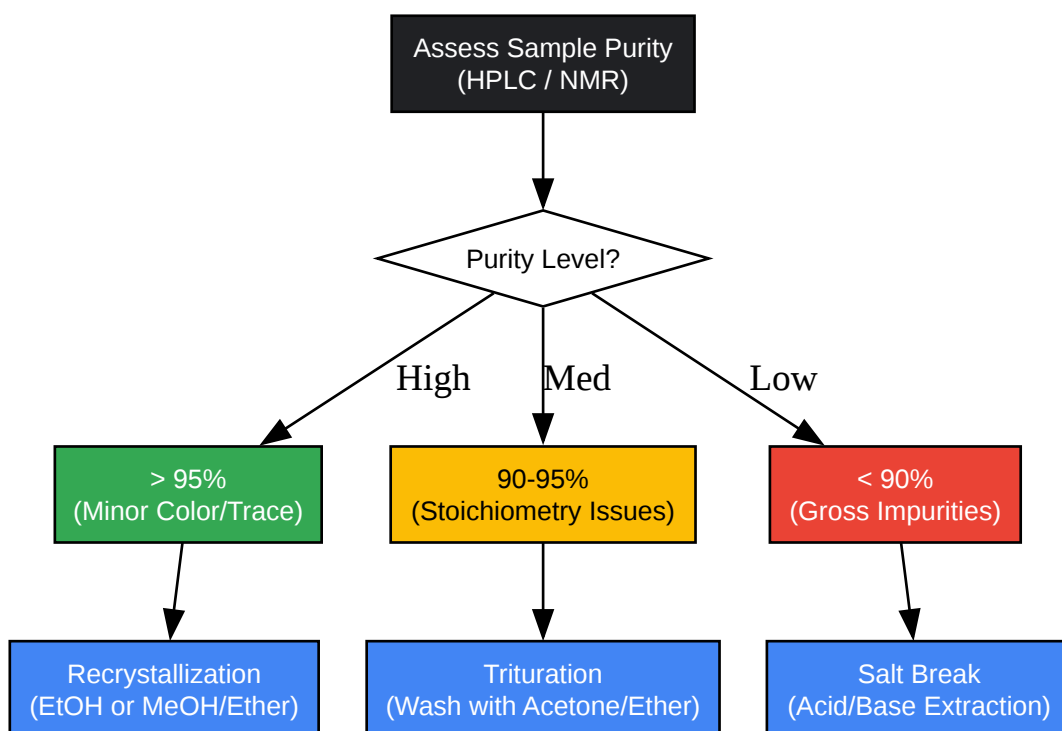 Assess Sample Purity
(HPLC / NMR)
Purity Level?
High
Med
Low
> 95%
(Minor Color/Trace)
90-95%
(Stoichiometry Issues)
< 90%
(Gross Impurities)
Recrystallization
(EtOH or MeOH/Ether)
Trituration
(Wash with Acetone/Ether)
Salt Break
(Acid/Base Extraction)